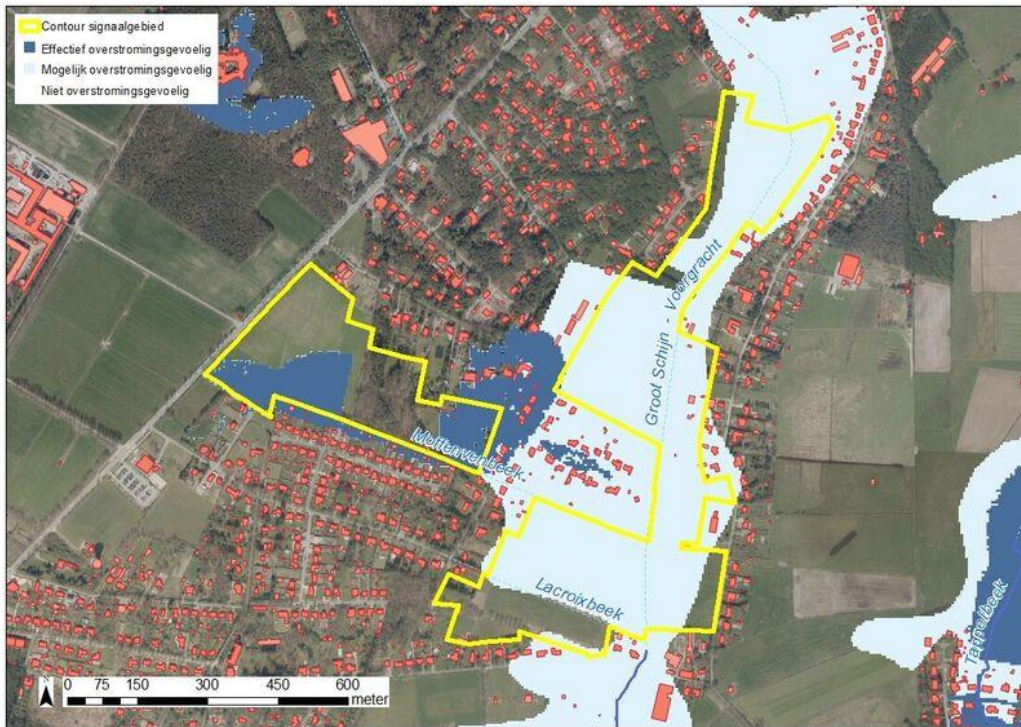 Contour signaalgebied
Effectief overstromingsgevoelig
Mogelijk overstromingsgevoelig
Niet overstromingsgevoelig
Groot Schijn - Voorgracht
Moffenvenbeek
Lacroixbeek
Tappelbeek
N
0 75 150 300 450 600
meter